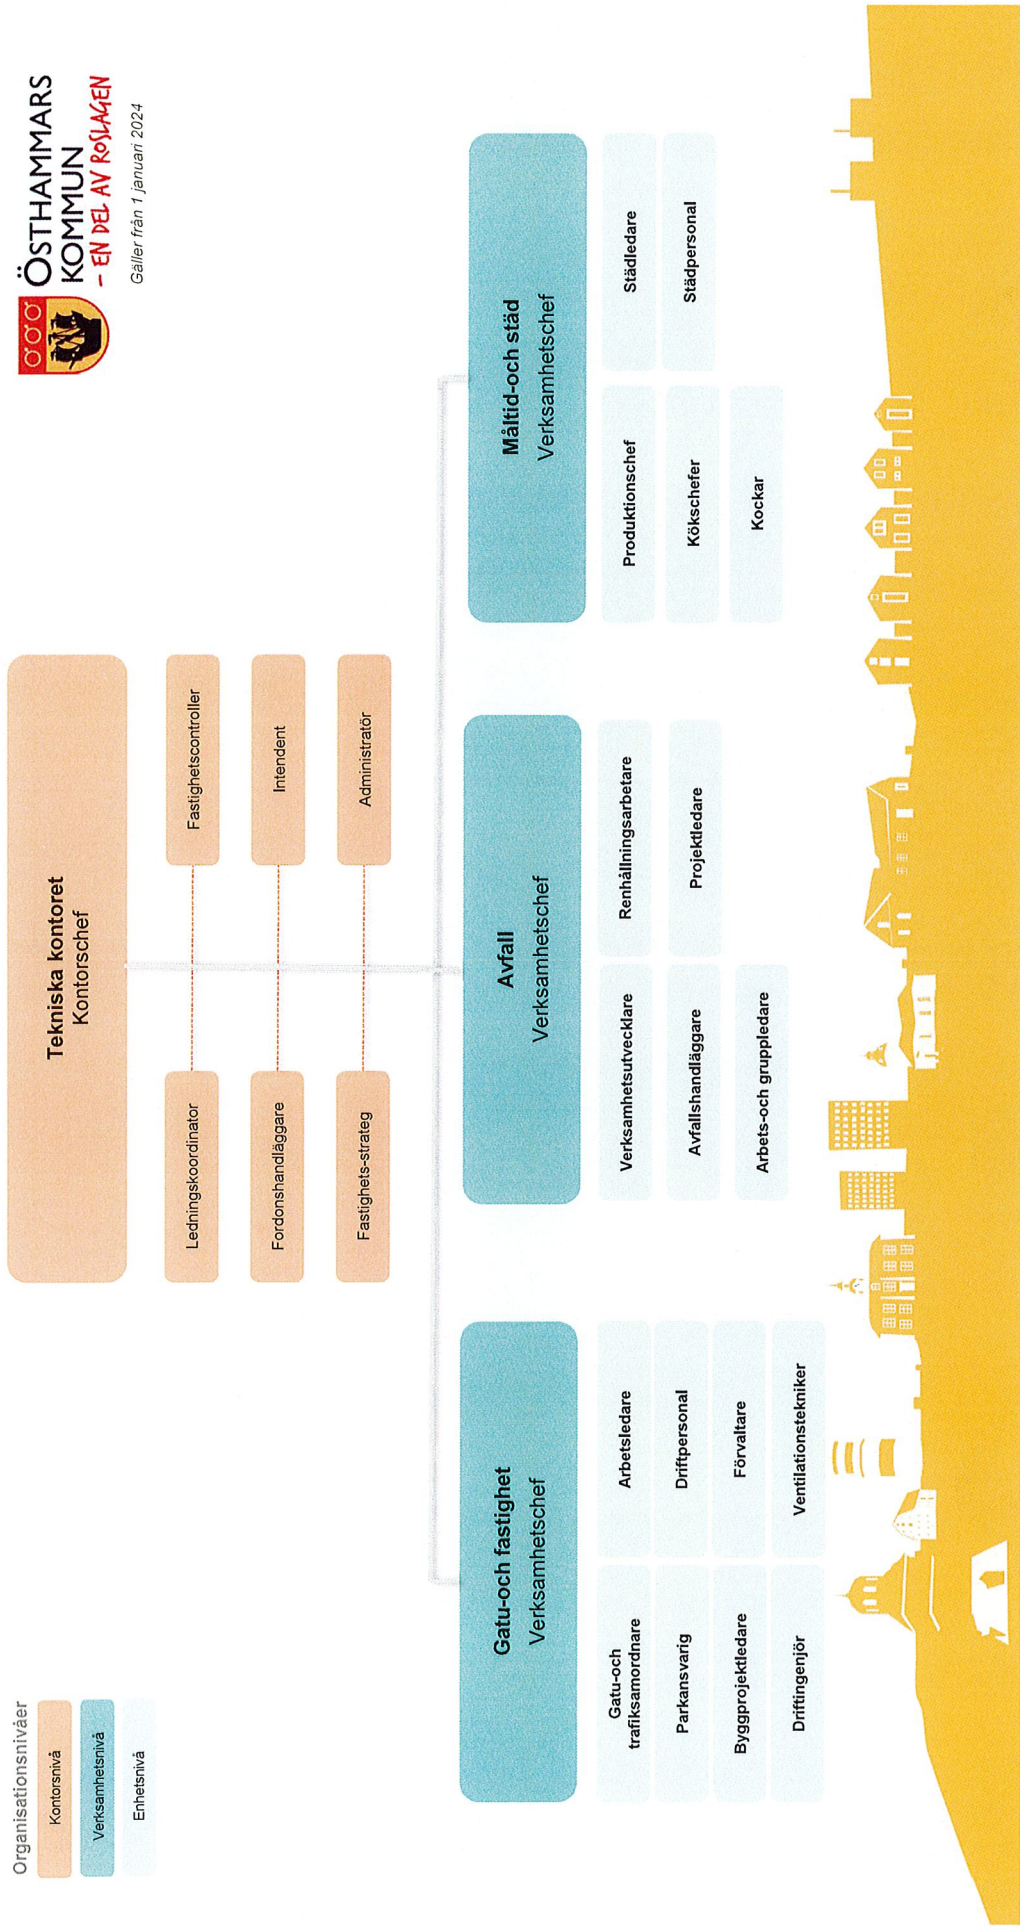 Organisationsnivåer
Kontorsnivå
Verksamhetsnivå
Enhetsnivå
ÖSTHAMMARS
KOMMUN
– EN DEL AV ROSLAGEN
Gäller från 1 januari 2024
Tekniska kontoret
Kontorschef
Ledningskoordinator
Fastighetscontroller
Fordonshandläggare
Intendent
Fastighets-strateg
Administratör
Gatu-och fastighet
Verksamhetschef
Gatu-och
trafiksamordnare
Arbetsledare
Parkansvarig
Driftpersonal
Byggprojektledare
Förvaltare
Driftingenjör
Ventilationstekniker
Avfall
Verksamhetschef
Verksamhetsutvecklare
Renhållningsarbetare
Avfallshandläggare
Projektledare
Arbets-och gruppledare
Måltid-och städ
Verksamhetschef
Produktionschef
Städledare
Kökschefer
Städpersonal
Kockar